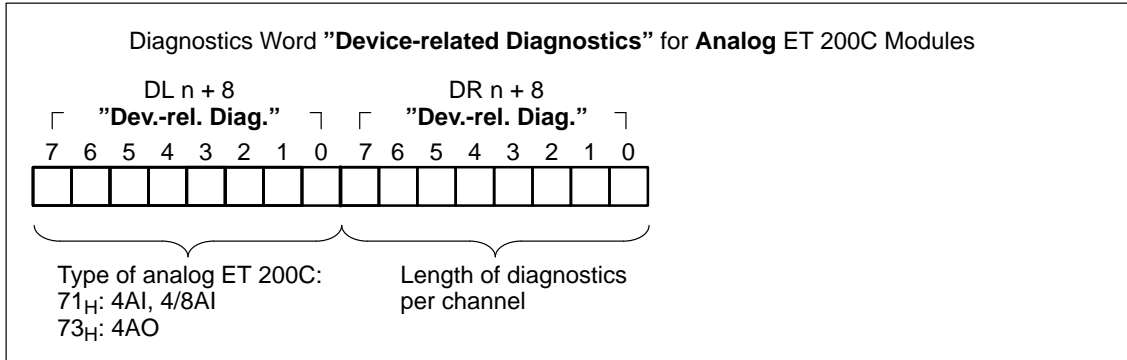 Diagnostics Word ”Device-related Diagnostics” for Analog ET 200C Modules
DL n + 8 DR n + 8
”Dev.-rel. Diag.” ”Dev.-rel. Diag.”
7 6 5 4 3 2 1 0 7 6 5 4 3 2 1 0
Type of analog ET 200C: Length of diagnostics
71H: 4AI, 4/8AI per channel
73H: 4AO